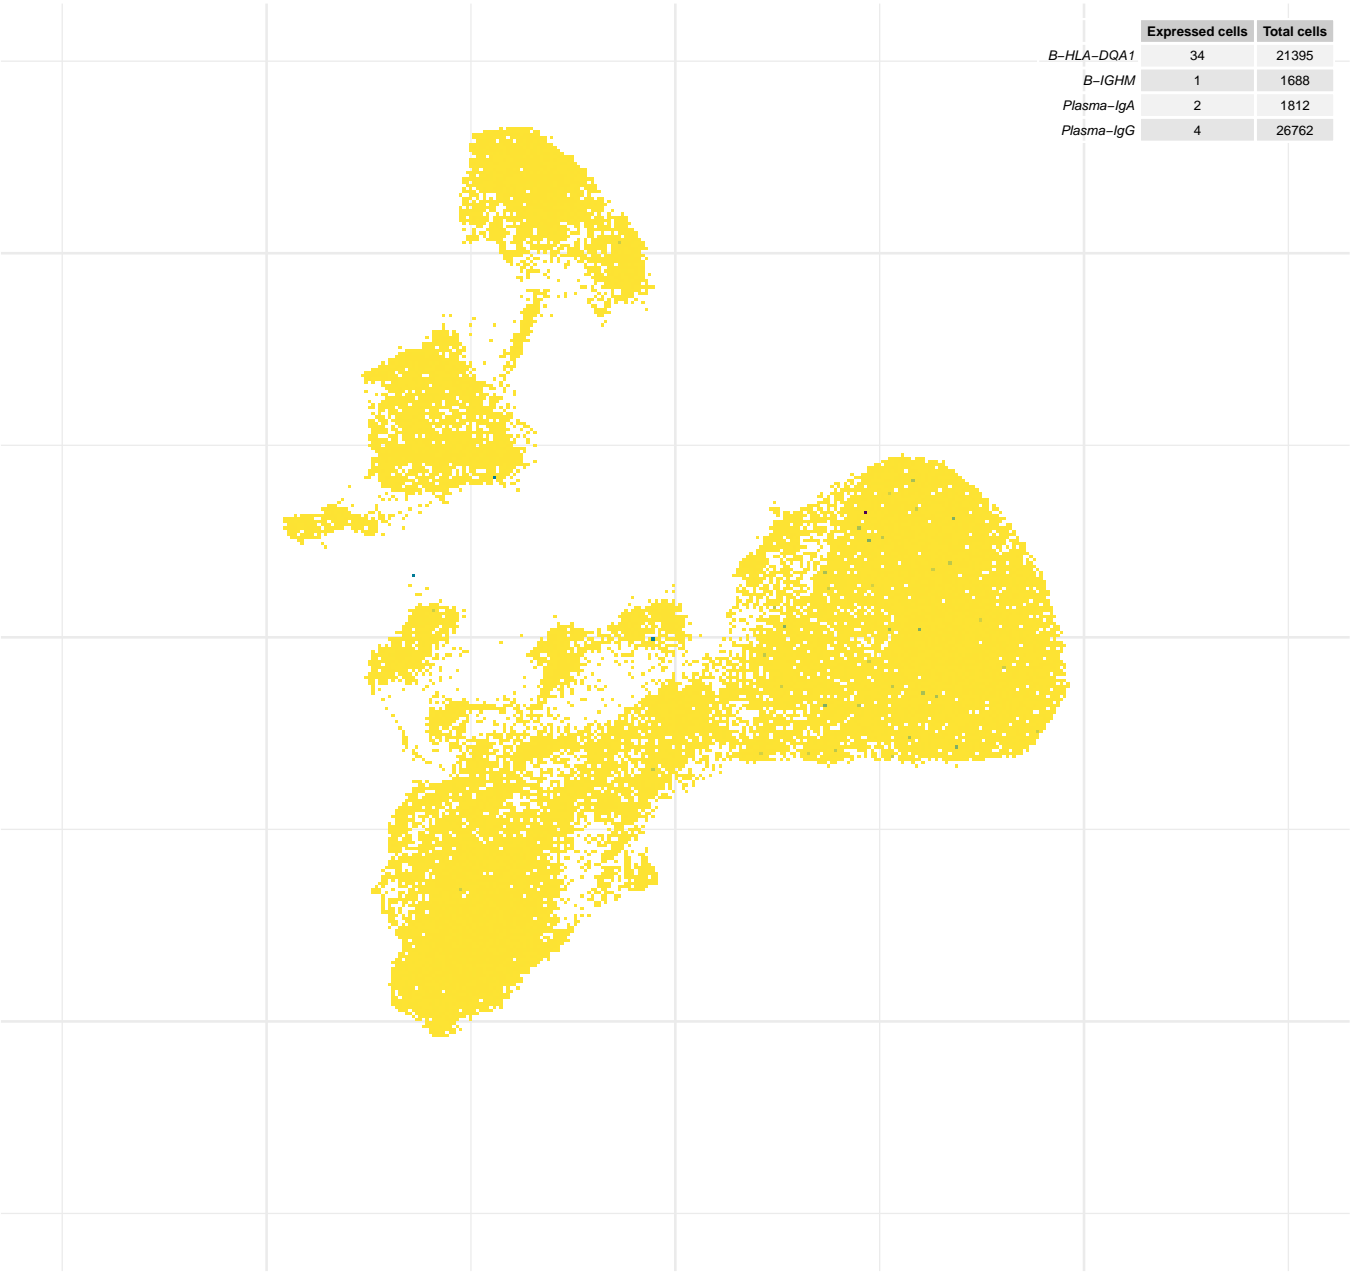 Expressed cells Total cells
B−HLA−DQA1 34 21395
B−IGHM 1 1688
Plasma−IgA 2 1812
Plasma−IgG 4 26762